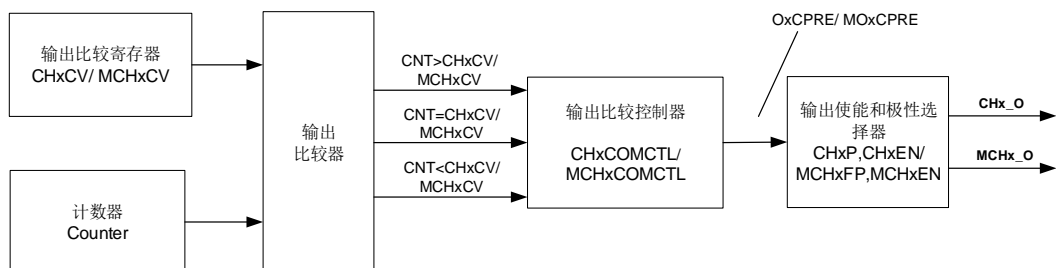 输出比较寄存器
CHxCV/ MCHxCV
计数器
Counter
输出
比较器
CNT>CHxCV/
MCHxCV
CNT=CHxCV/
MCHxCV
CNT<CHxCV/
MCHxCV
输出比较控制器
CHxCOMCTL/
MCHxCOMCTL
OxCPRE/ MOxCPRE
输出使能和极性选
择器
CHxP,CHxEN/
MCHxFP,MCHxEN
CHx_O
MCHx_O